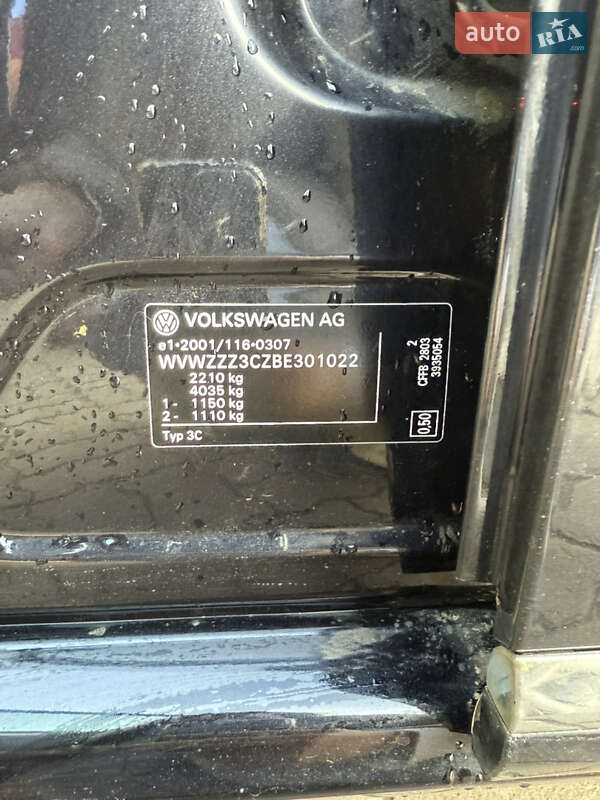 auto RIA.com
VOLKSWAGEN AG
e1*2001/116*0307
WVWZZZ3CZBE301022
2210 kg
4035 kg
1- 1150 kg
2- 1110 kg
Typ 3C
2
CFFB 2803
3935054
0,50